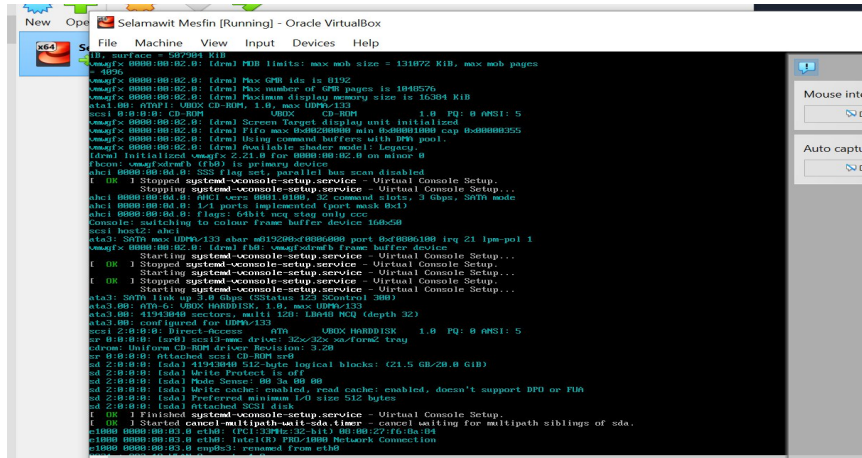 New
Ope
Selamawit Mesfin [Running] - Oracle VirtualBox
x64
Se
File Machine View Input Devices Help
iB, surface = 507904 KiB
vmwgfx 0000:00:02.0: [drm] MOB limits: max mob size = 131072 KiB, max mob pages
= 4096
vmwgfx 0000:00:02.0: [drm] Max GMR ids is 8192
vmwgfx 0000:00:02.0: [drm] Max number of GMR pages is 1048576
vmwgfx 0000:00:02.0: [drm] Maximum display memory size is 16384 KiB
ata1.00: ATAPI: VBOX CD-ROM, 1.0, max UDMA/133
scsi 0:0:0:0: CD-ROM VBOX CD-ROM 1.0 PQ: 0 ANSI: 5
vmwgfx 0000:00:02.0: [drm] Screen Target display unit initialized
vmwgfx 0000:00:02.0: [drm] Fifo max 0x00200000 min 0x00001000 cap 0x00000355
vmwgfx 0000:00:02.0: [drm] Using command buffers with DMA pool.
vmwgfx 0000:00:02.0: [drm] Available shader model: Legacy.
[drm] Initialized vmwgfx 2.21.0 for 0000:00:02.0 on minor 0
fbcon: vmwgfxdrmfb (fb0) is primary device
ahci 0000:00:0d.0: SSS flag set, parallel bus scan disabled
[ OK ] Stopped systemd-vconsole-setup.service - Virtual Console Setup.
Stopping systemd-vconsole-setup.service - Virtual Console Setup...
ahci 0000:00:0d.0: AHCI vers 0001.0100, 32 command slots, 3 Gbps, SATA mode
ahci 0000:00:0d.0: 1/1 ports implemented (port mask 0x1)
ahci 0000:00:0d.0: flags: 64bit ncq stag only ccc
Console: switching to colour frame buffer device 160x50
scsi host2: ahci
ata3: SATA max UDMA/133 abar m8192@0xf0806000 port 0xf0806100 irq 21 lpm-pol 1
vmwgfx 0000:00:02.0: [drm] fb0: vmwgfxdrmfb frame buffer device
Starting systemd-vconsole-setup.service - Virtual Console Setup...
[ OK ] Stopped systemd-vconsole-setup.service - Virtual Console Setup.
Starting systemd-vconsole-setup.service - Virtual Console Setup...
[ OK ] Stopped systemd-vconsole-setup.service - Virtual Console Setup.
Starting systemd-vconsole-setup.service - Virtual Console Setup...
ata3: SATA link up 3.0 Gbps (SStatus 123 SControl 300)
ata3.00: ATA-6: VBOX HARDDISK, 1.0, max UDMA/133
ata3.00: 41943040 sectors, multi 128: LBA48 NCQ (depth 32)
ata3.00: configured for UDMA/133
scsi 2:0:0:0: Direct-Access ATA VBOX HARDDISK 1.0 PQ: 0 ANSI: 5
sr 0:0:0:0: [sr0] scsi3-mmc drive: 32x/32x xa/form2 tray
cdrom: Uniform CD-ROM driver Revision: 3.20
sr 0:0:0:0: Attached scsi CD-ROM sr0
sd 2:0:0:0: [sda] 41943040 512-byte logical blocks: (21.5 GB/20.0 GiB)
sd 2:0:0:0: [sda] Write Protect is off
sd 2:0:0:0: [sda] Mode Sense: 00 3a 00 00
sd 2:0:0:0: [sda] Write cache: enabled, read cache: enabled, doesn't support DPO or FUA
sd 2:0:0:0: [sda] Preferred minimum I/O size 512 bytes
sd 2:0:0:0: [sda] Attached SCSI disk
[ OK ] Finished systemd-vconsole-setup.service - Virtual Console Setup.
[ OK ] Started cancel-multipath-wait-sda.timer - cancel waiting for multipath siblings of sda.
e1000 0000:00:03.0 eth0: (PCI:33MHz:32-bit) 08:00:27:f6:8a:84
e1000 0000:00:03.0 eth0: Intel(R) PRO/1000 Network Connection
e1000 0000:00:03.0 enp0s3: renamed from eth0
Mouse inte
Auto captu